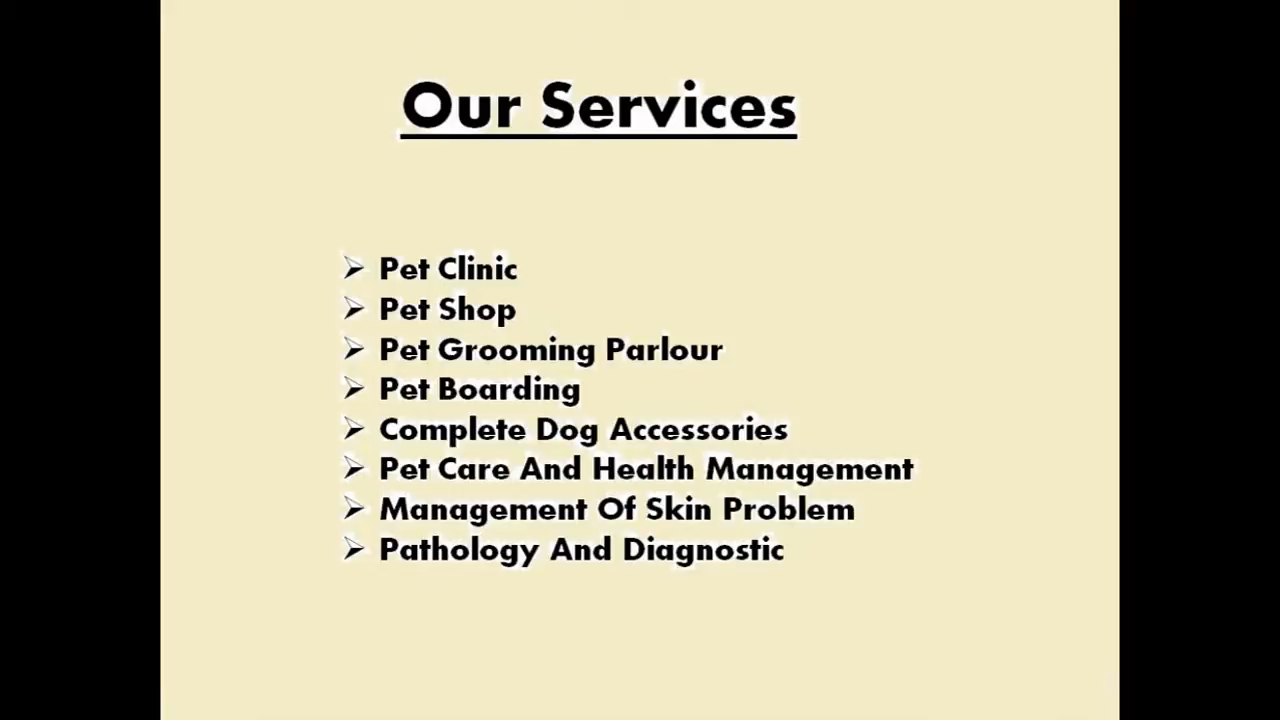 Our Services
➢ Pet Clinic
➢ Pet Shop
➢ Pet Grooming Parlour
➢ Pet Boarding
➢ Complete Dog Accessories
➢ Pet Care And Health Management
➢ Management Of Skin Problem
➢ Pathology And Diagnostic